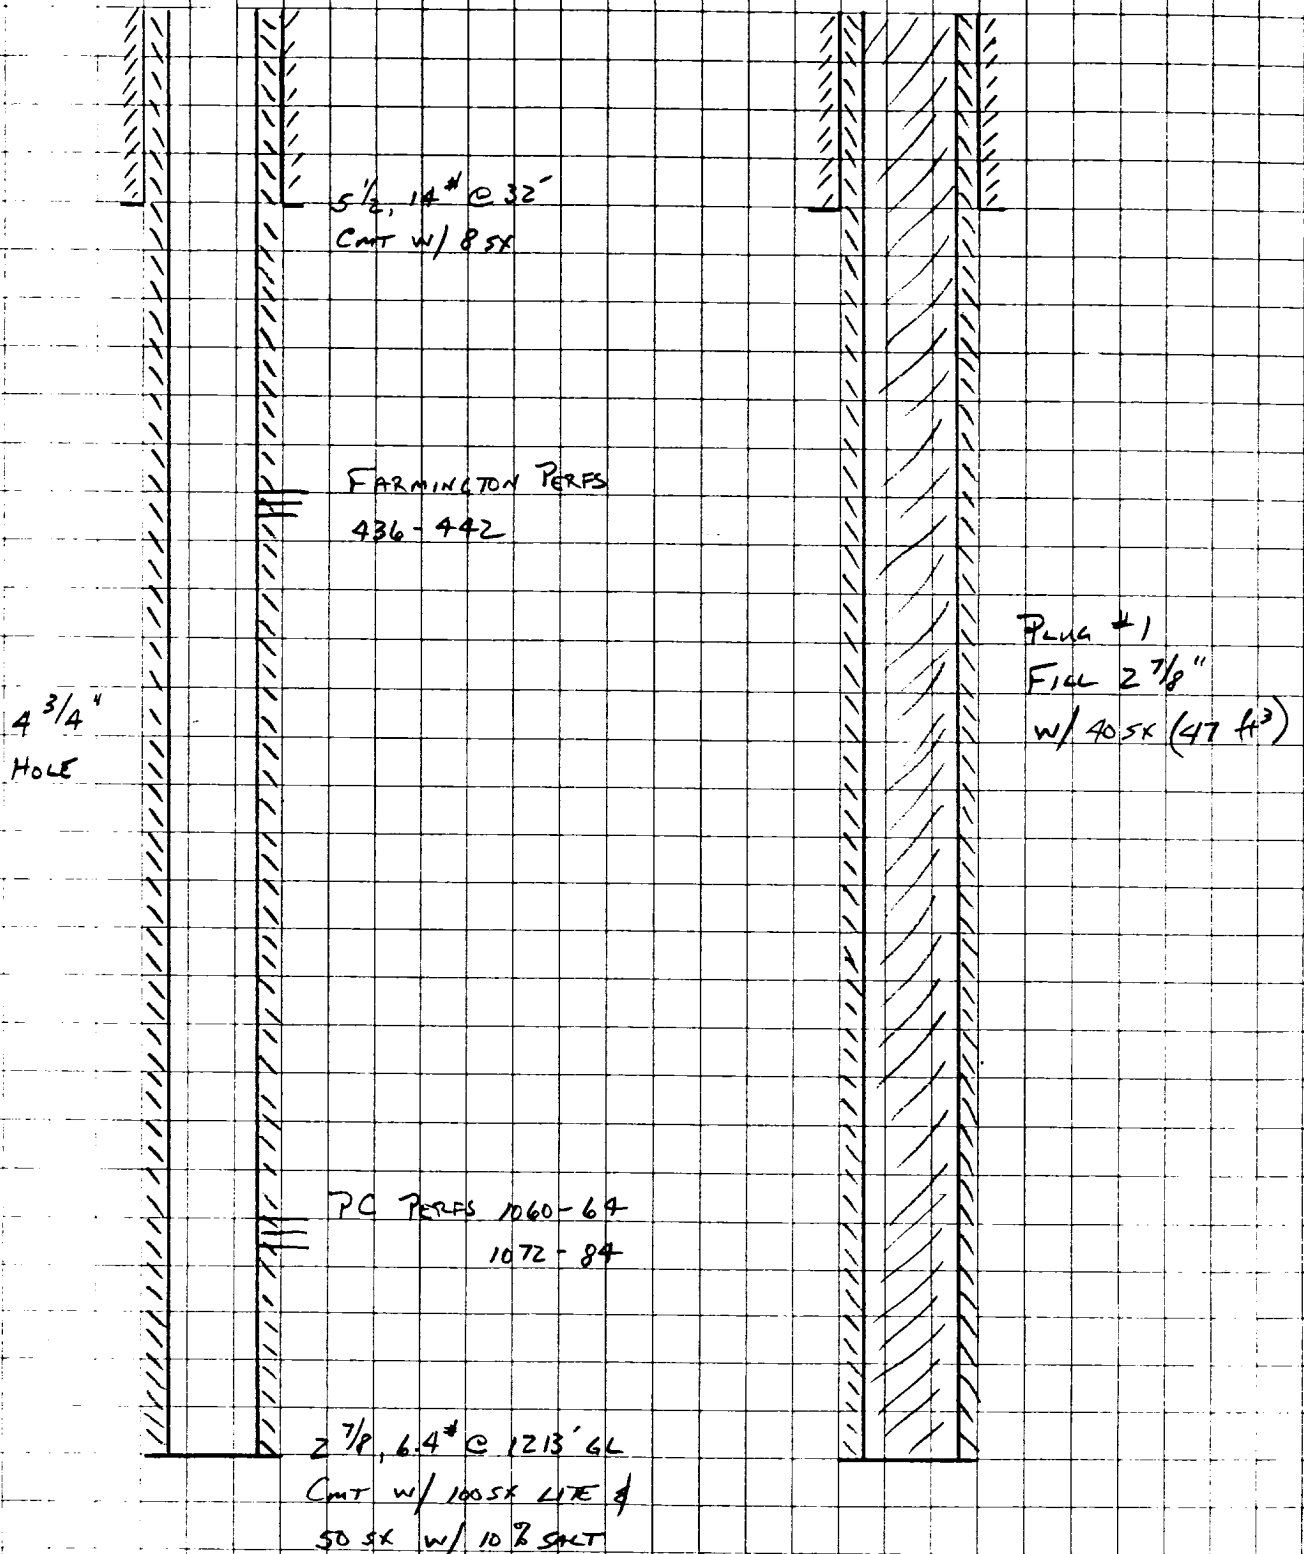 5 1/2, 14# @ 32'
CMT W/ 8 SX
FARMINGTON PERFS
436-442
PLUG #1
FILL 2 7/8"
W/ 40 SX (47 ft³)
4 3/4"
HOLE
PC PERFS 1060-64
1072-84
2 7/8, 6.4# @ 1213' GL
CMT W/ 100 SX LITE &
50 SX W/ 10% SALT